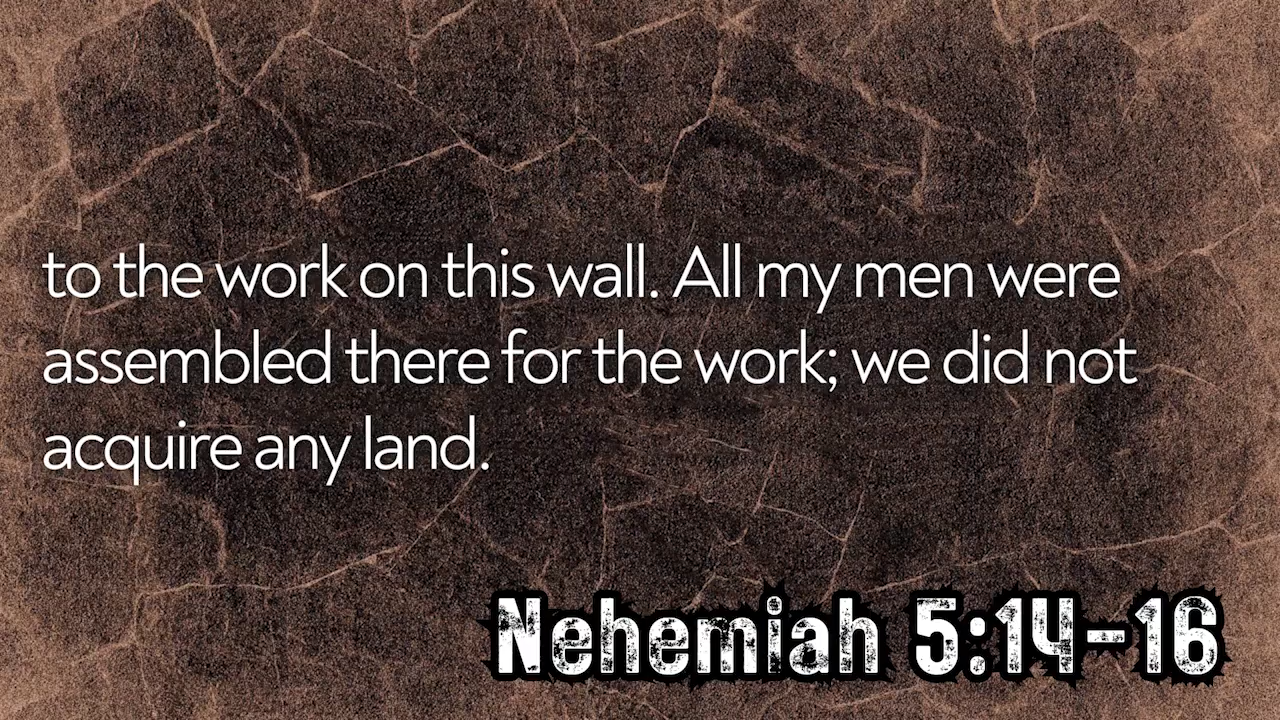 to the work on this wall. All my men were
assembled there for the work; we did not
acquire any land.
Nehemiah 5:14-16